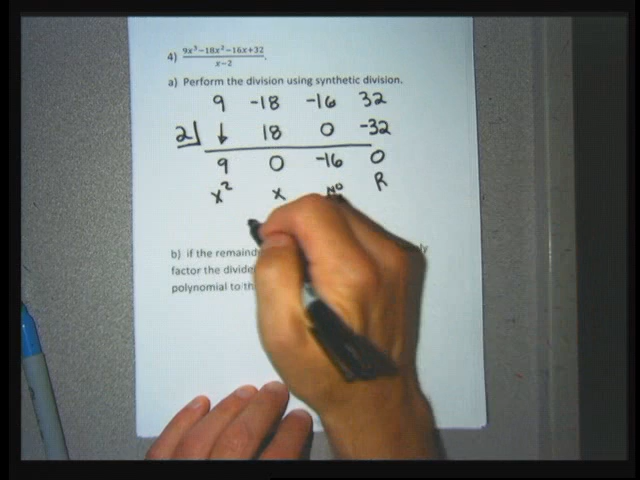 4) 9x³−18x²−16x+32 / x−2 .
a) Perform the division using synthetic division.
9 -18 -16 32
2 ↓ 18 0 -32
9 0 -16 0
x² x No R
b) if the remaind
factor the divide
polynomial to th